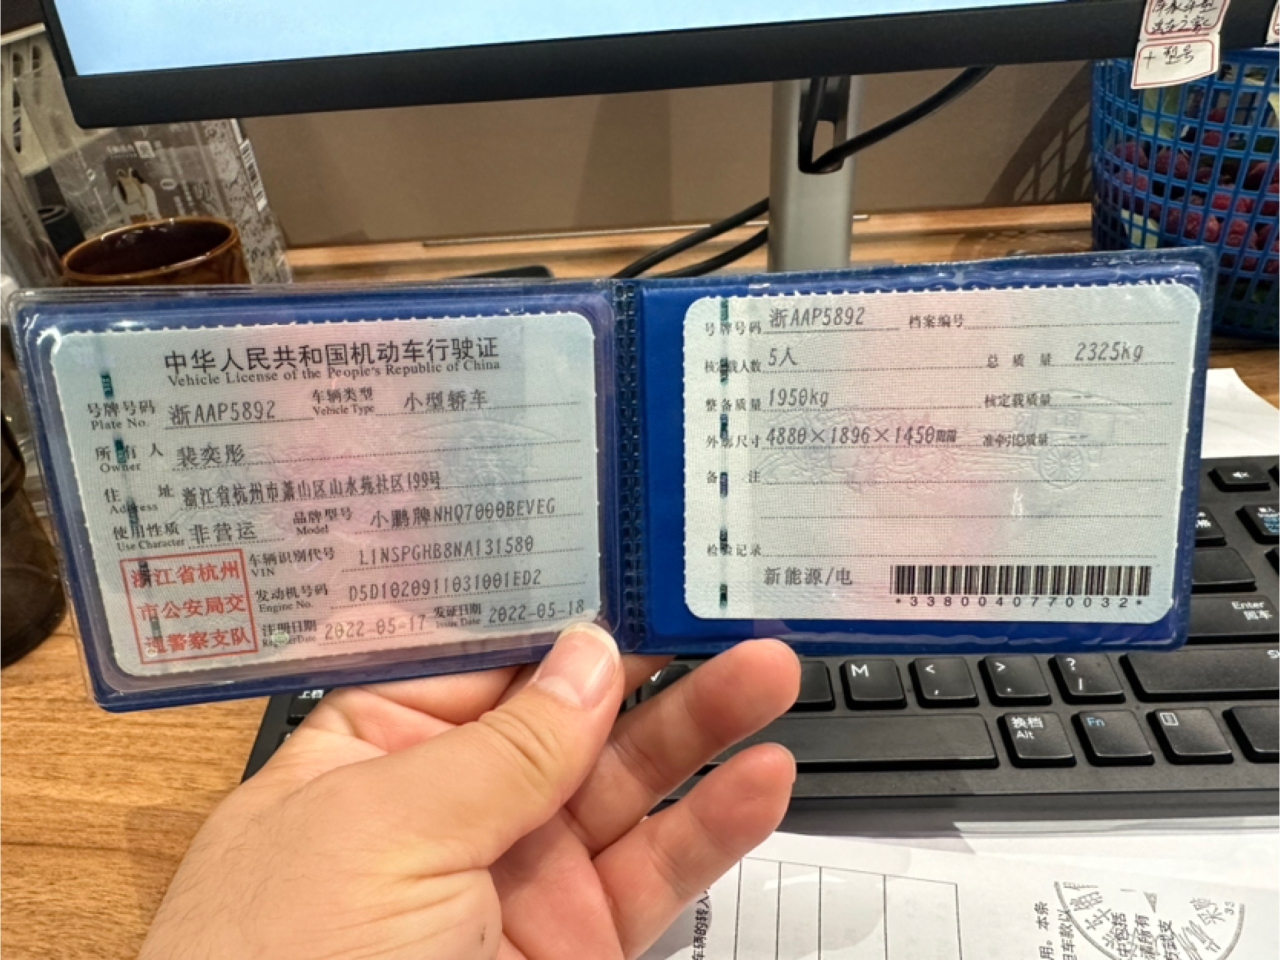 中华人民共和国机动车行驶证
Vehicle License of the People's Republic of China
号牌号码 浙AAP5892 车辆类型 小型轿车
Plate No. Vehicle Type
所有人 裴奕彤
Owner
住址 浙江省杭州市萧山区山水苑社区199号
Address
使用性质 非营运 品牌型号 小鹏牌NHQ7000BEVEG
Use Character Model
浙江省杭州
市公安局交
通警察支队
车辆识别代号 L1NSPGHB8NA131580
VIN
发动机号码 D5D1020911031001ED2
Engine No.
注册日期 2022-05-17 发证日期 2022-05-18
Register Date Issue Date
号牌号码 浙AAP5892 档案编号
核定载人数 5人 总质量 2325kg
整备质量 1950kg 核定载质量
外廓尺寸 4880×1896×1450 准牵引总质量
备注
检验记录
新能源/电
*3380040770032*
型号
Enter
回车
M
<
,
>
.
?
/
换档
Alt
Fn
上档